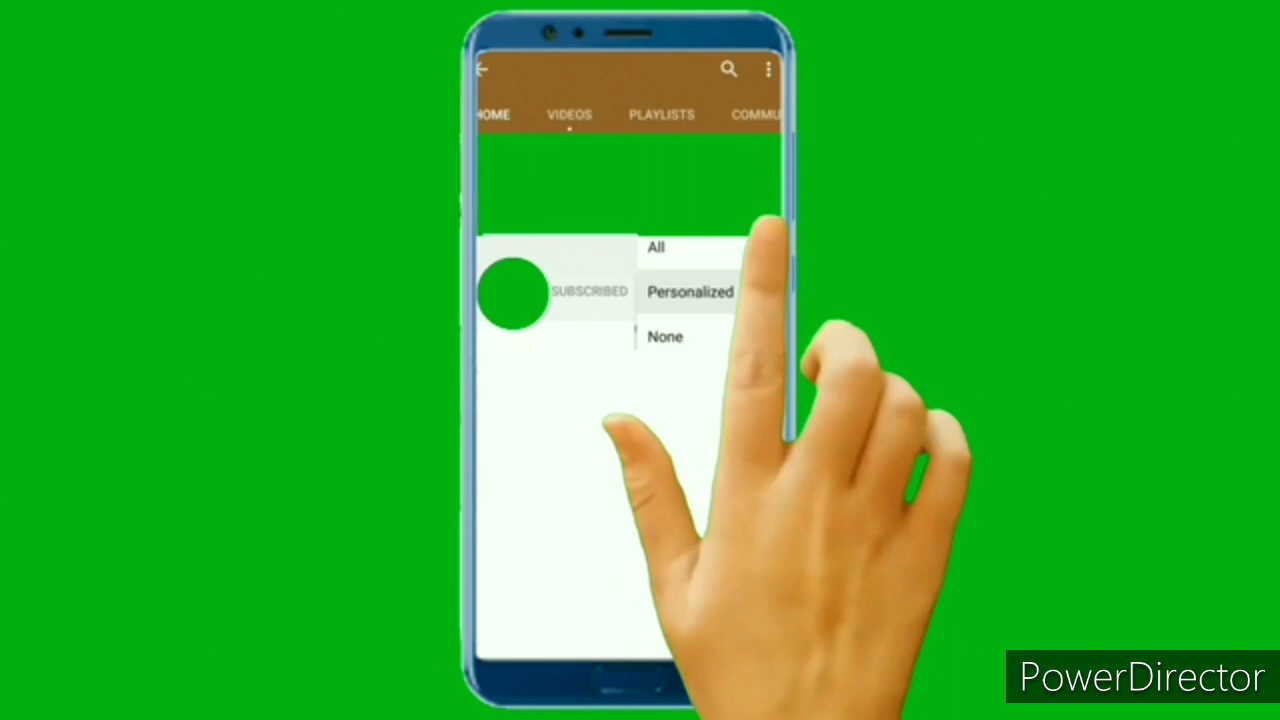 HOME VIDEOS PLAYLISTS COMMU
All
SUBSCRIBED Personalized
None
PowerDirector